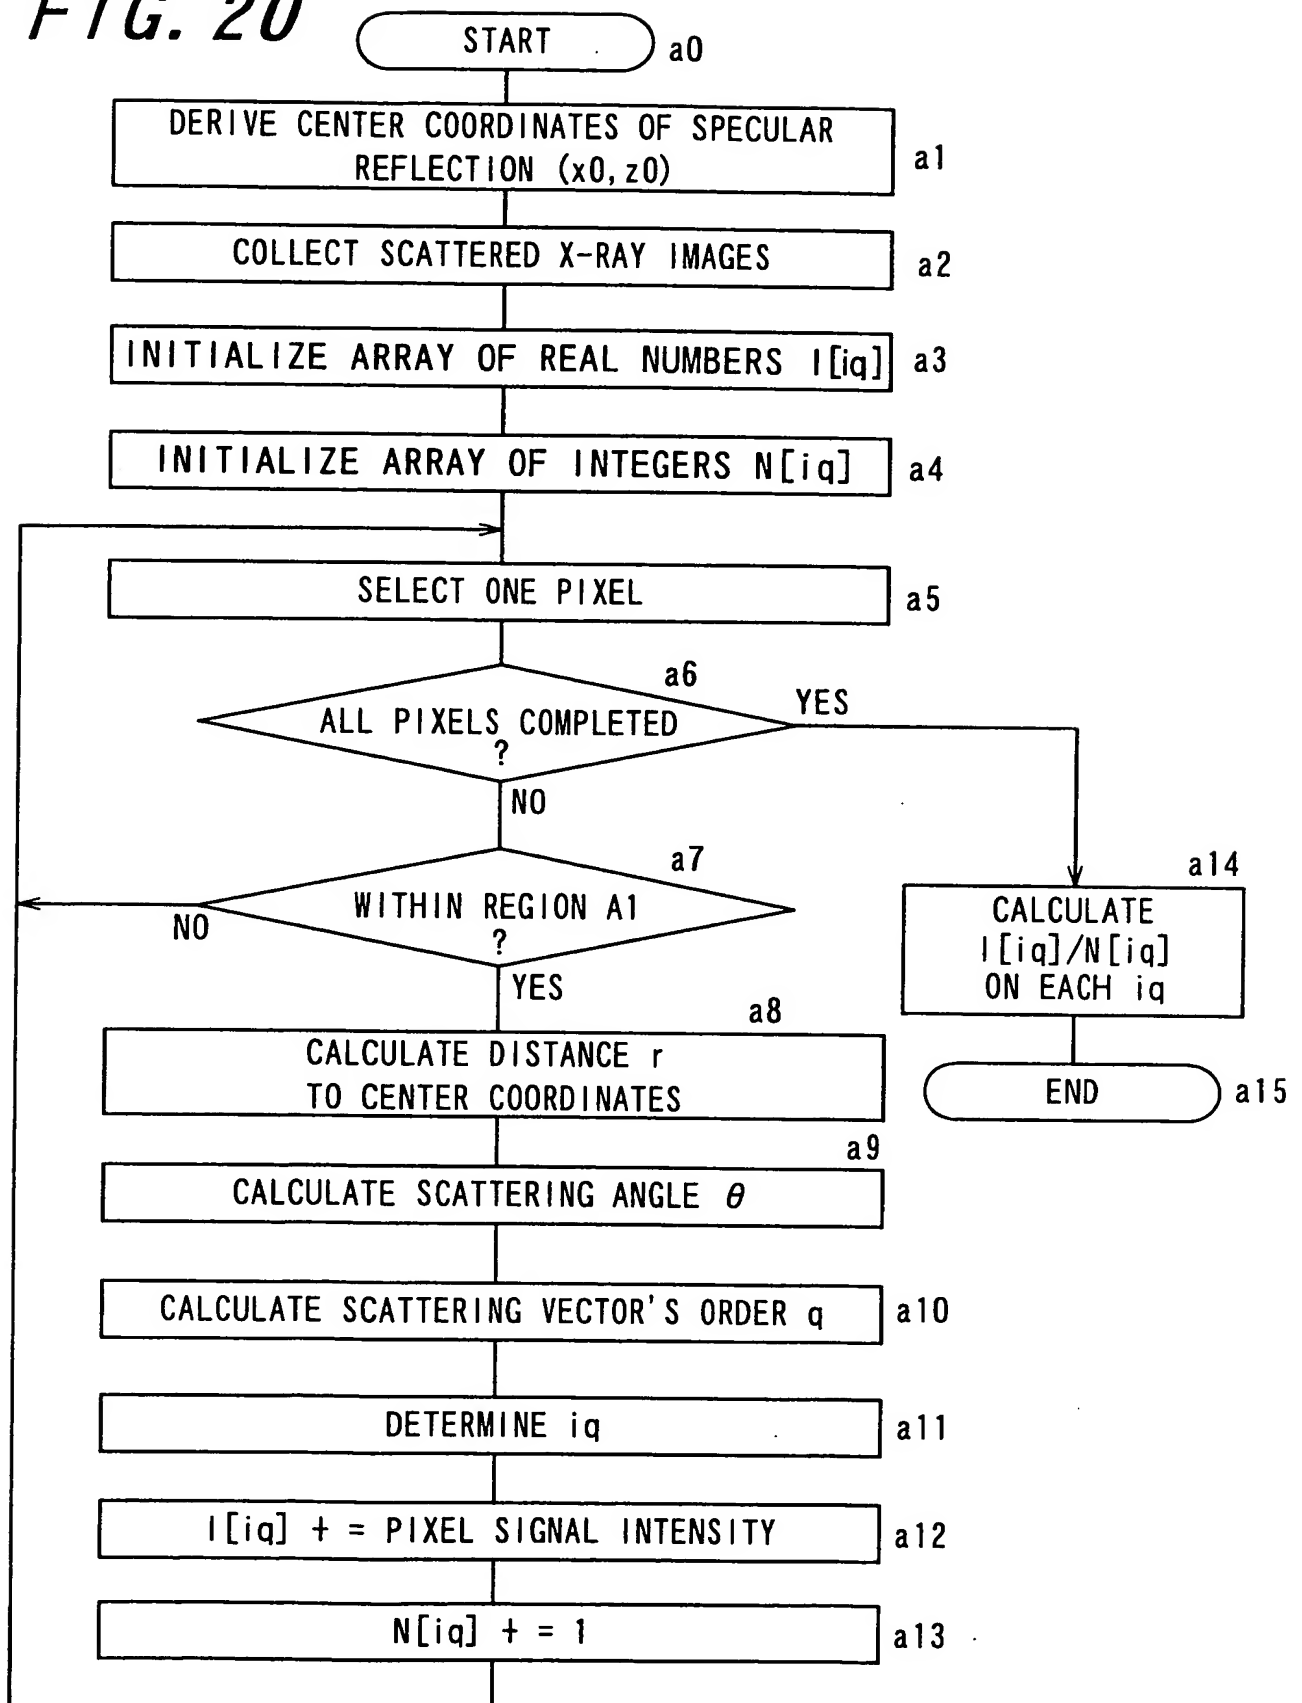 FIG. 20
START
a0
DERIVE CENTER COORDINATES OF SPECULAR
REFLECTION (x0, z0)
a1
COLLECT SCATTERED X-RAY IMAGES
a2
INITIALIZE ARRAY OF REAL NUMBERS I[iq]
a3
INITIALIZE ARRAY OF INTEGERS N[iq]
a4
SELECT ONE PIXEL
a5
a6
ALL PIXELS COMPLETED
?
YES
NO
a7
WITHIN REGION A1
?
NO
YES
a14
CALCULATE
I[iq]/N[iq]
ON EACH iq
END
a15
a8
CALCULATE DISTANCE r
TO CENTER COORDINATES
a9
CALCULATE SCATTERING ANGLE θ
CALCULATE SCATTERING VECTOR'S ORDER q
a10
DETERMINE iq
a11
I[iq] + = PIXEL SIGNAL INTENSITY
a12
N[iq] + = 1
a13